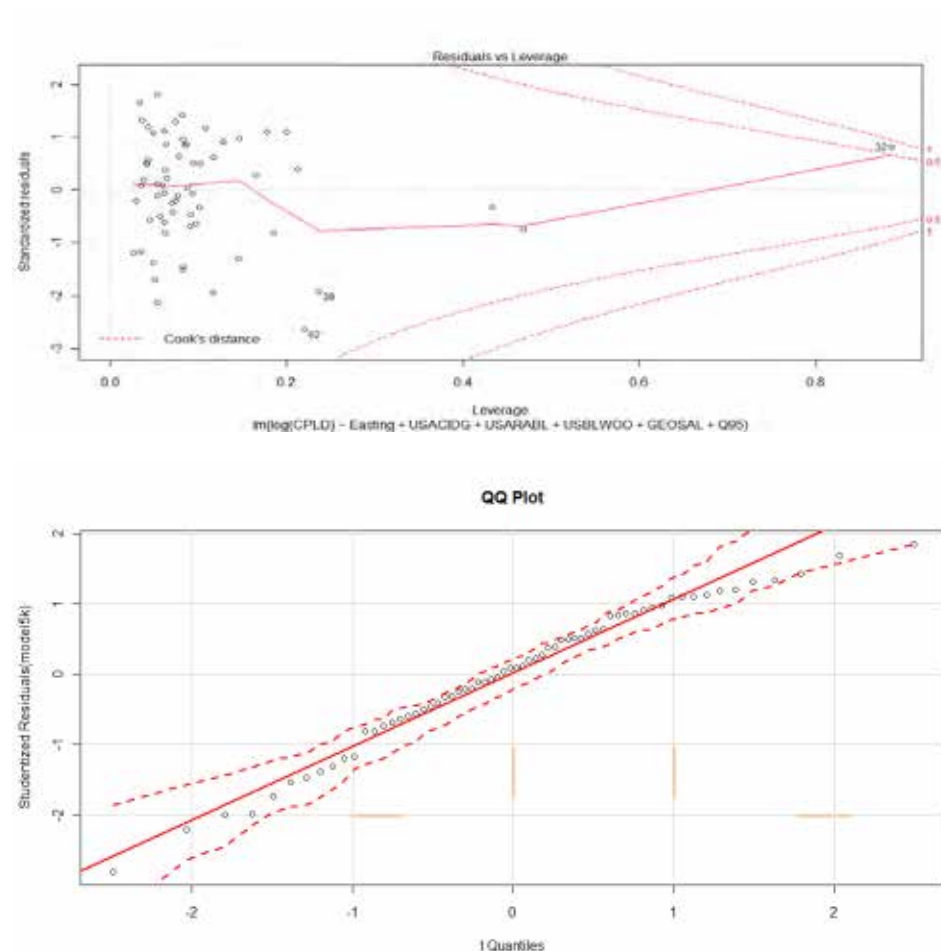 Residuals vs Leverage
Standardized residuals
2
1
0
-1
-2
-3
32
39
62
1
0.5
0.5
1
Cook's distance
0.0 0.2 0.4 0.6 0.8
Leverage
lm(log(CPLD) ~ Easting + USACIDG + USARABL + USBLWOO + GEOSAL + Q95)
QQ Plot
Studentized Residuals(model5k)
2
1
0
-1
-2
-2 -1 0 1 2
t Quantiles